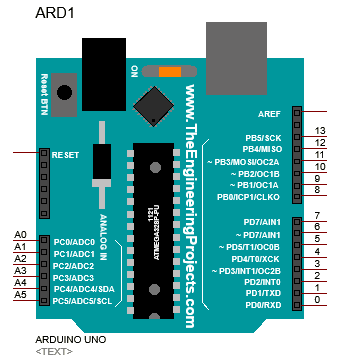 ARD1
Reset BTN
ON
www.TheEngineeringProjects.com
AREF
RESET
PB5/SCK 13
PB4/MISO 12
~ PB3/MOSI/OC2A 11
~ PB2/OC1B 10
~ PB1/OC1A 9
PB0/ICP1/CLKO 8
ANALOG IN
1121
ATMEGA328P-PU
A0 PC0/ADC0
A1 PC1/ADC1
A2 PC2/ADC2
A3 PC3/ADC3
A4 PC4/ADC4/SDA
A5 PC5/ADC5/SCL
PD7/AIN1 7
~ PD7/AIN1 6
~ PD5/T1/OC0B 5
PD4/T0/XCK 4
~ PD3/INT1/OC2B 3
PD2/INT0 2
PD1/TXD 1
PD0/RXD 0
ARDUINO UNO
<TEXT>